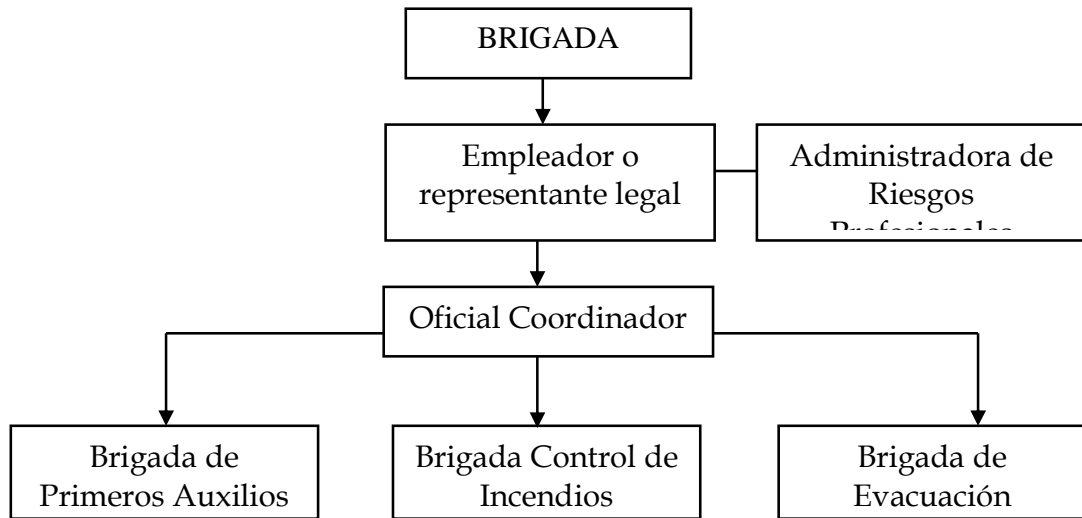 BRIGADA
Empleador o
representante legal
Administradora de
Riesgos
Profesionales
Oficial Coordinador
Brigada de
Primeros Auxilios
Brigada Control de
Incendios
Brigada de
Evacuación